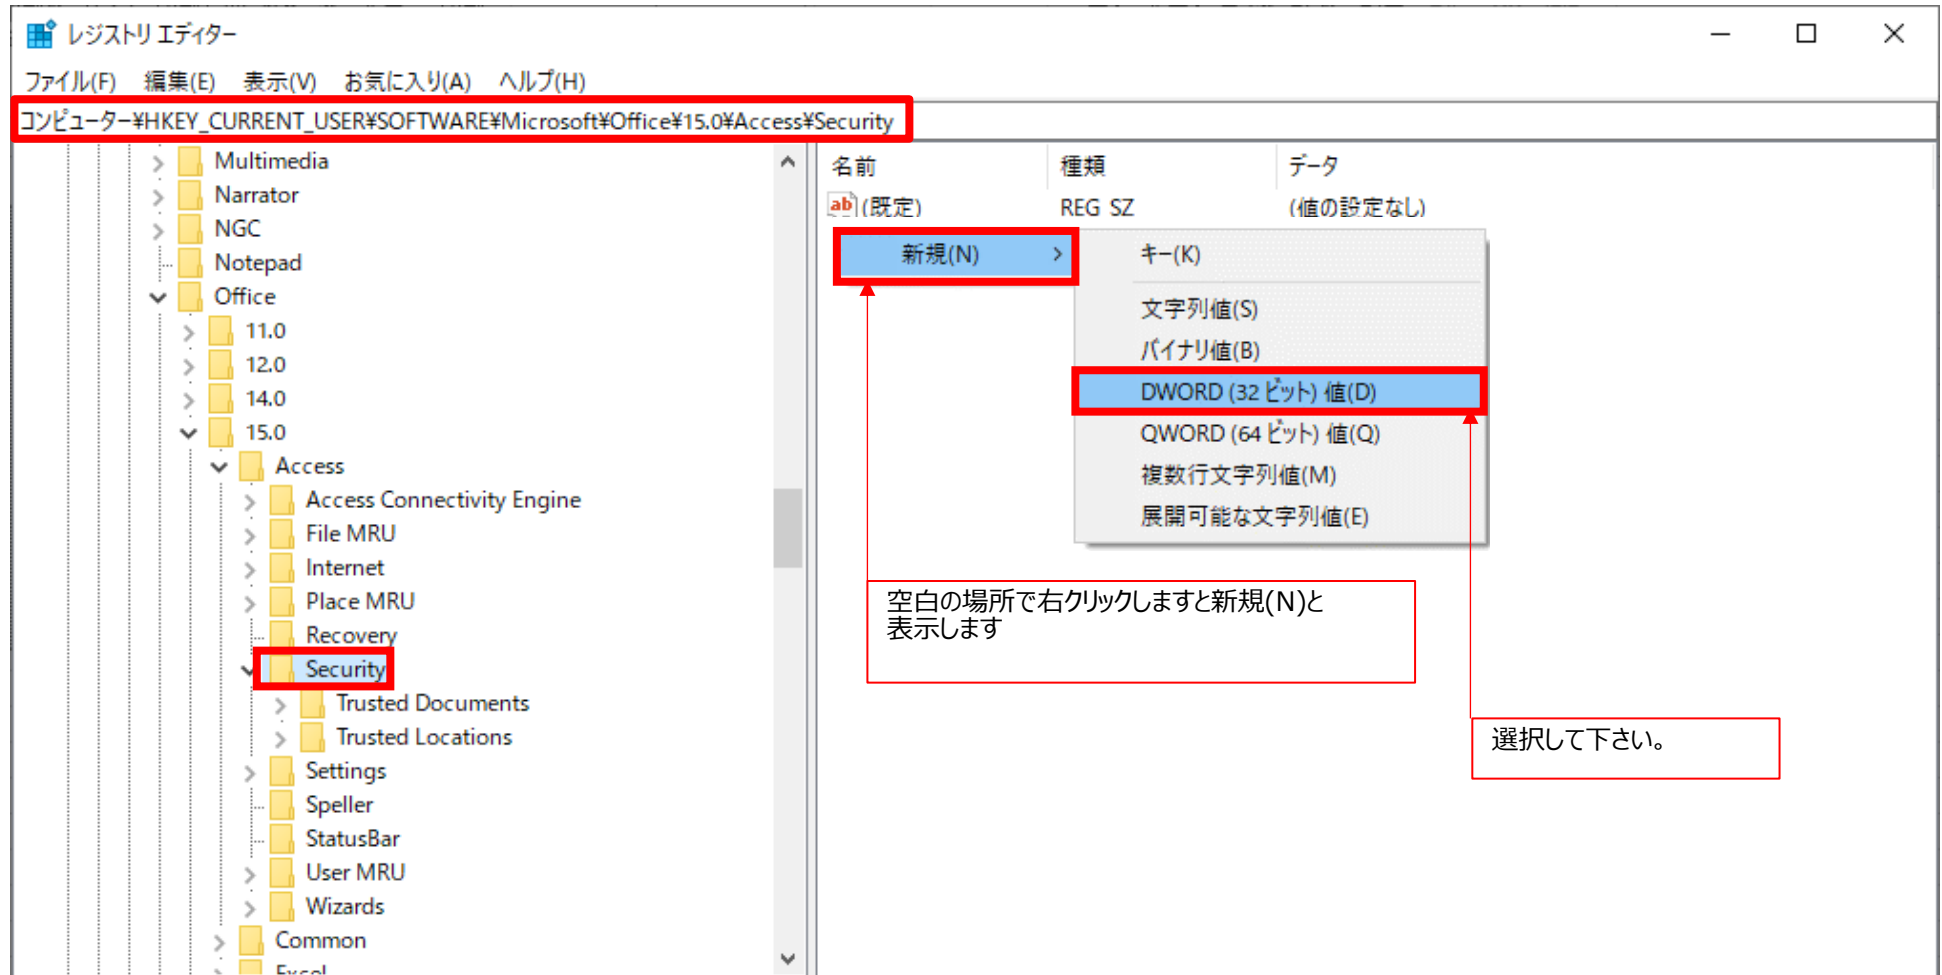 レジストリ エディター
ファイル(F) 編集(E) 表示(V) お気に入り(A) ヘルプ(H)
コンピューター¥HKEY_CURRENT_USER¥SOFTWARE¥Microsoft¥Office¥15.0¥Access¥Security
Multimedia
Narrator
NGC
Notepad
Office
11.0
12.0
14.0
15.0
Access
Access Connectivity Engine
File MRU
Internet
Place MRU
Recovery
Security
Trusted Documents
Trusted Locations
Settings
Speller
StatusBar
User MRU
Wizards
Common
Excel
名前 種類 データ
ab (既定) REG_SZ (値の設定なし)
新規(N)
キー(K)
文字列値(S)
バイナリ値(B)
DWORD (32 ビット) 値(D)
QWORD (64 ビット) 値(Q)
複数行文字列値(M)
展開可能な文字列値(E)
空白の場所で右クリックしますと新規(N)と
表示します
選択して下さい。